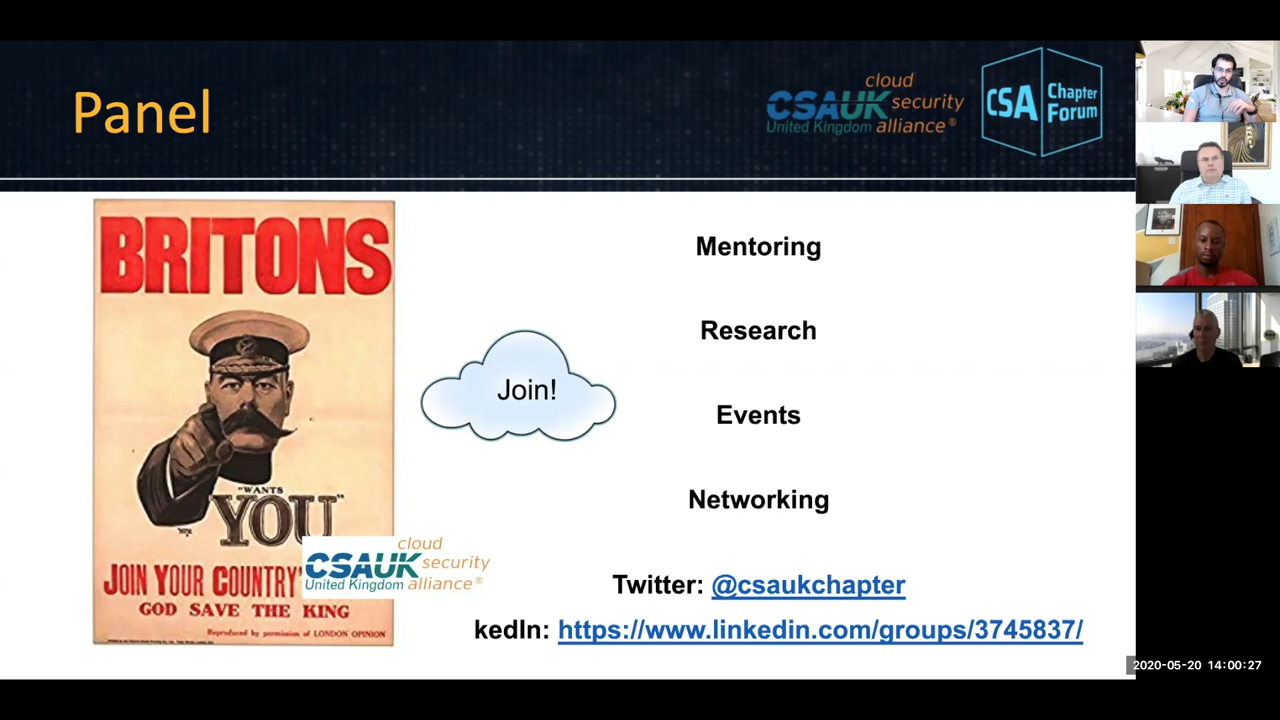 Panel
cloud
CSAUK security
United Kingdom alliance®
CSA Chapter Forum
BRITONS
Join!
"WANTS
YOU"
JOIN YOUR COUNTRY'
cloud
CSAUK security
United Kingdom alliance®
GOD SAVE THE KING
Reproduced by permission of LONDON OPINION
Mentoring
Research
Events
Networking
Twitter: @csaukchapter
kedIn: https://www.linkedin.com/groups/3745837/
2020-05-20 14:00:27